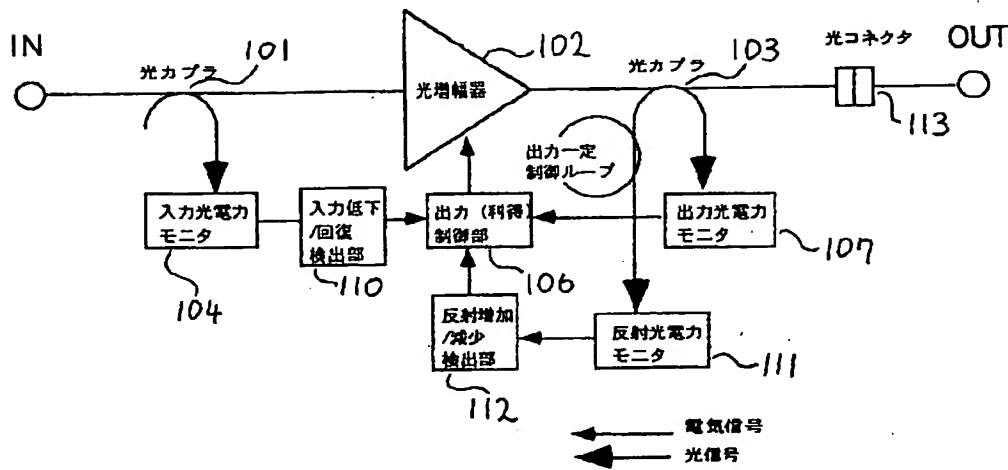 IN
101
光カプラ
102
光増幅器
光カプラ
103
光コネクタ
OUT
113
出力一定
制御ループ
入力光電力
モニタ
104
入力低下
/回復
検出部
110
出力(利得)
制御部
106
出力光電力
モニタ
107
反射増加
/減少
検出部
112
反射光電力
モニタ
111
電気信号
光信号